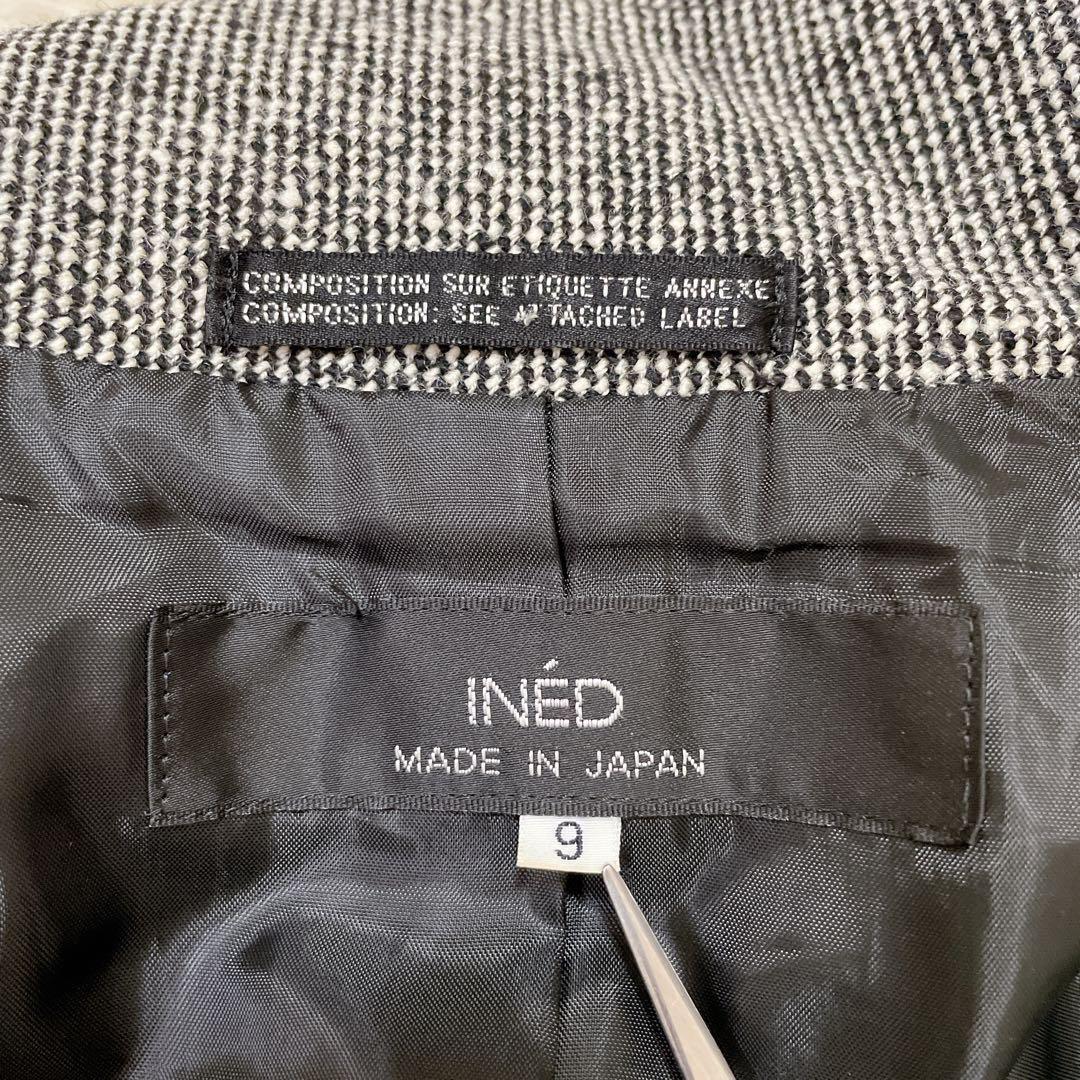 COMPOSITION SUR ETIQUETTE ANNEXE
COMPOSITION: SEE ATTACHED LABEL
INÉD
MADE IN JAPAN
9